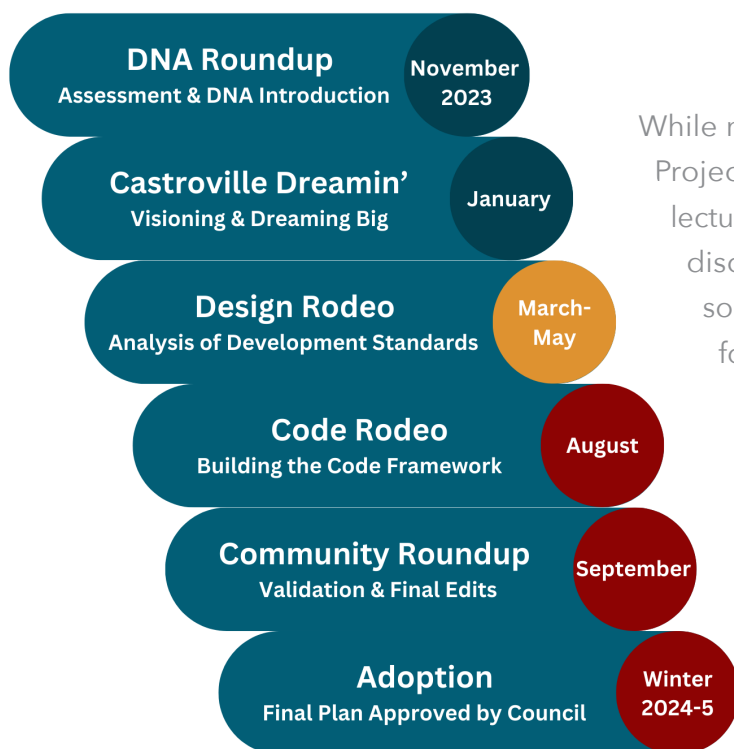 DNA Roundup
Assessment & DNA Introduction
November
2023
Castroville Dreamin’
Visioning & Dreaming Big
January
Design Rodeo
Analysis of Development Standards
March-
May
Code Rodeo
Building the Code Framework
August
Community Roundup
Validation & Final Edits
September
Adoption
Final Plan Approved by Council
Winter
2024-5
While